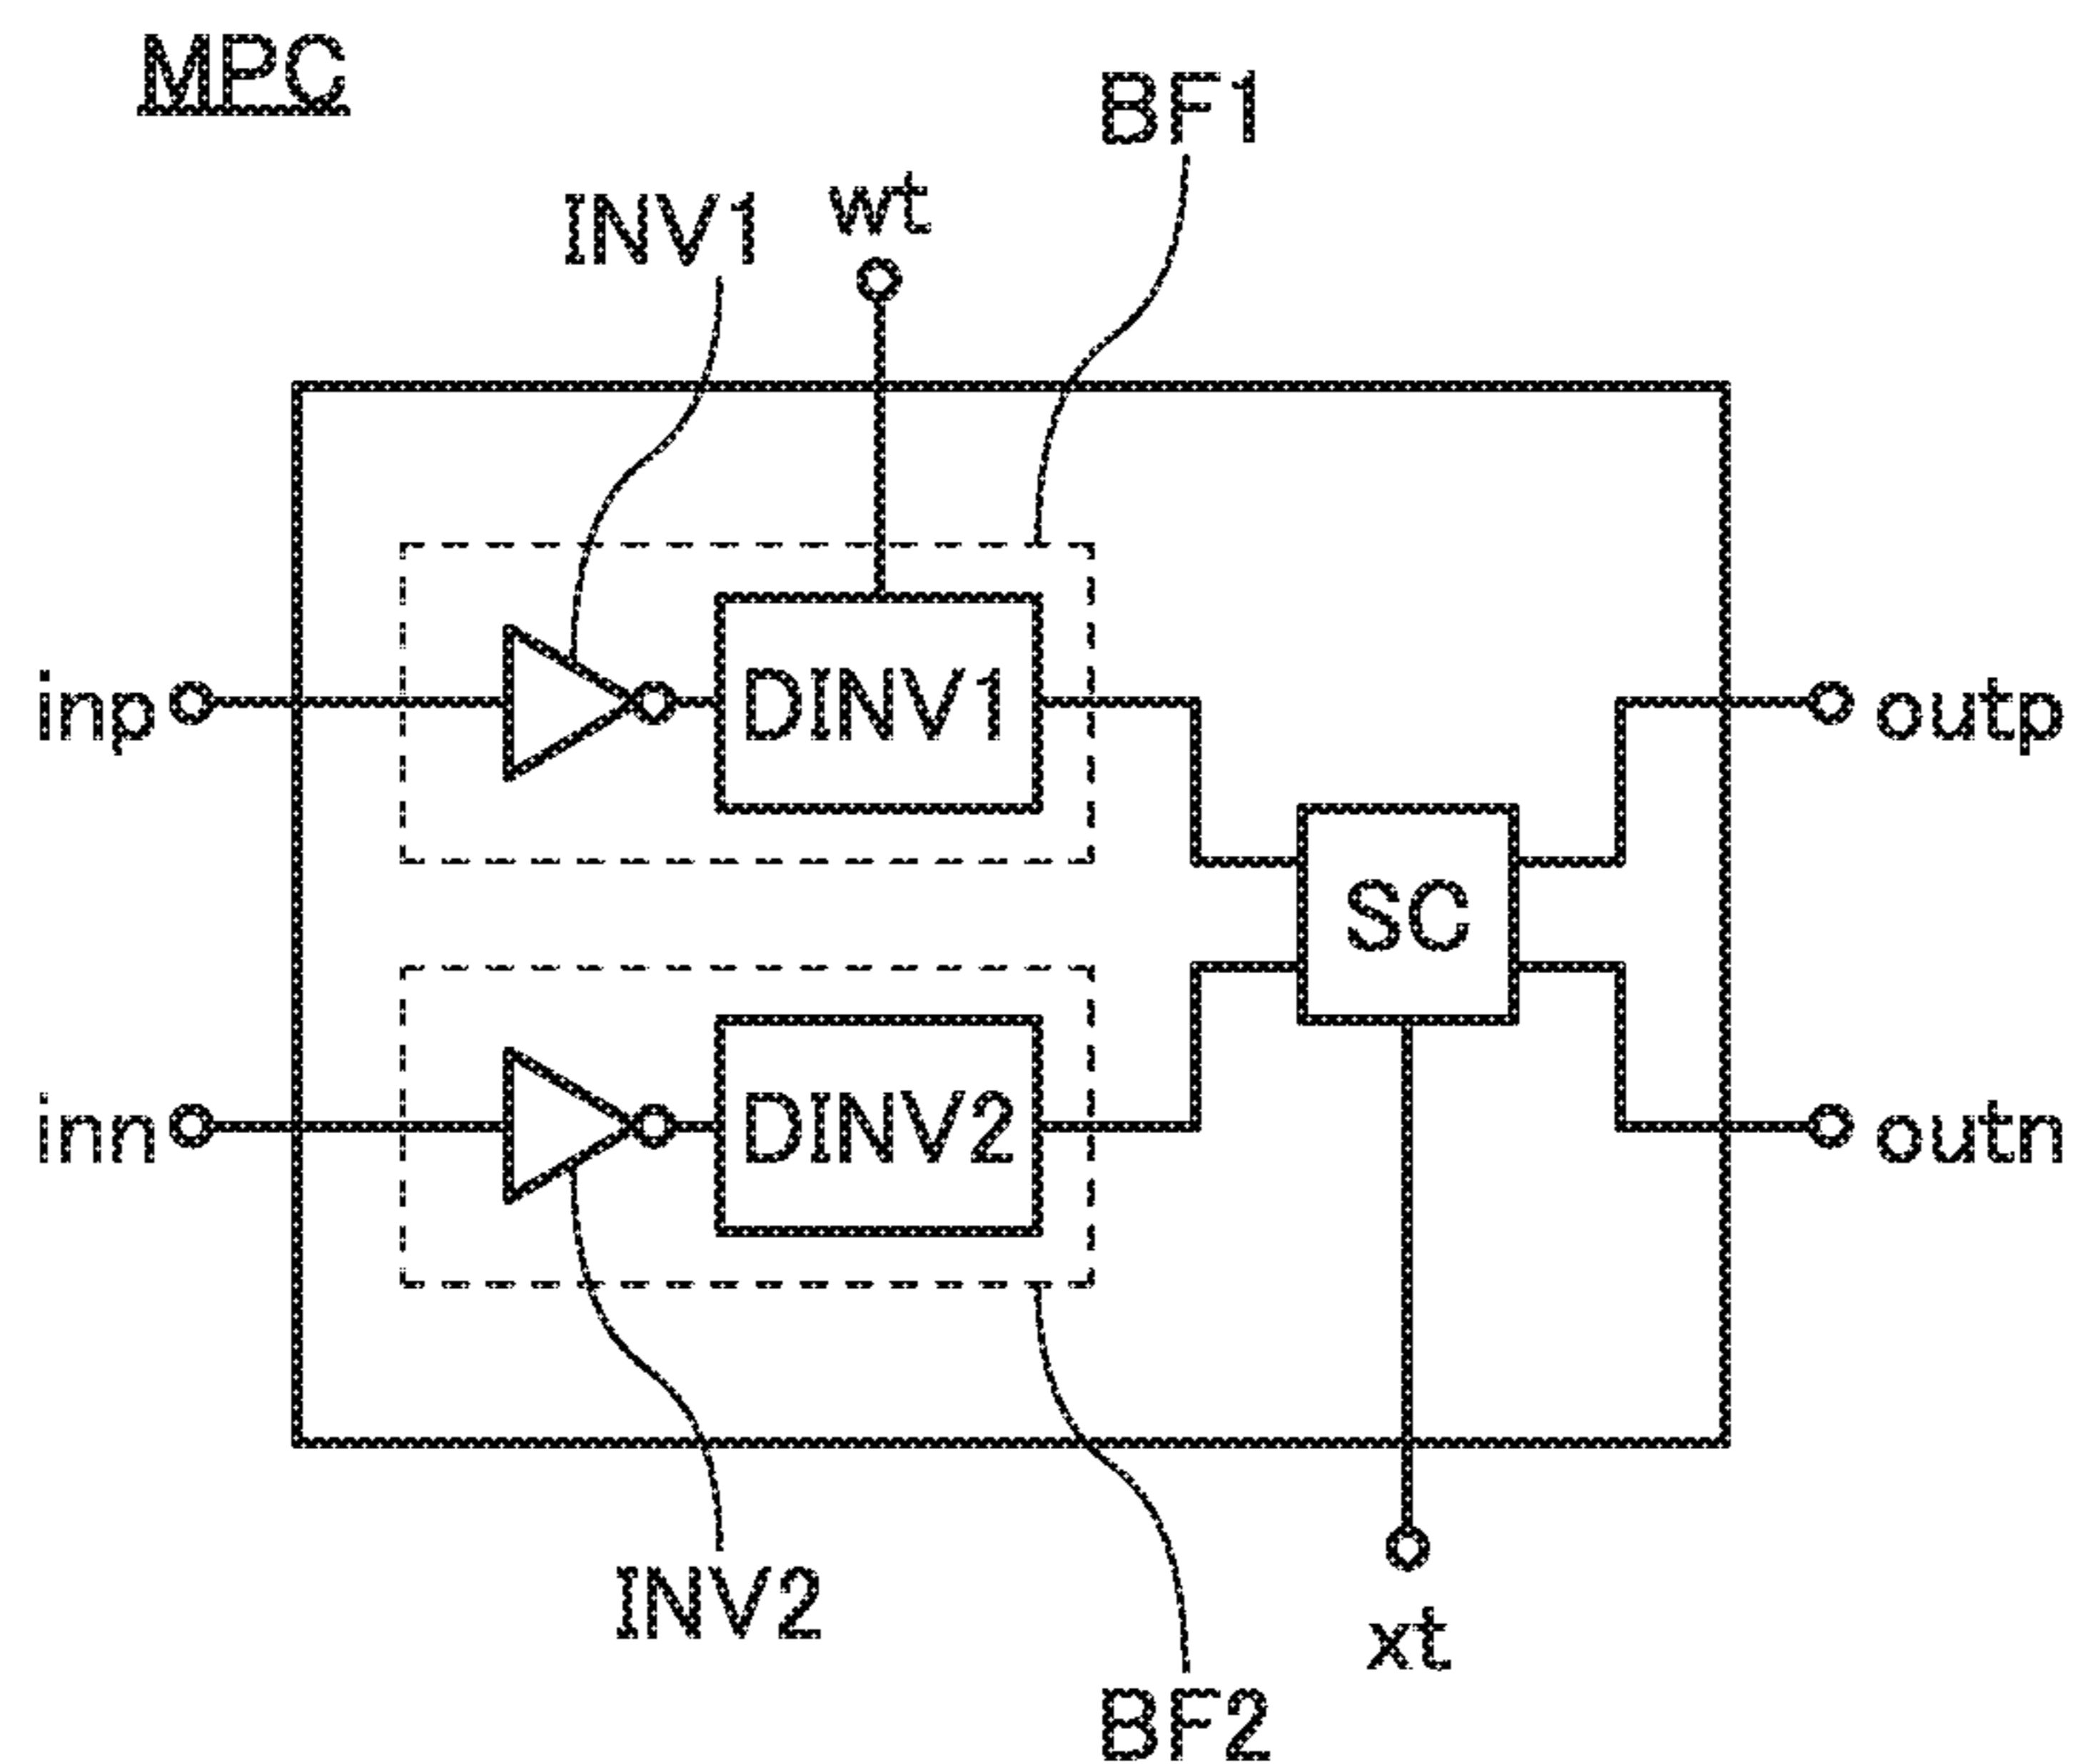 MPC
BF1
INV1
wt
inp
DINV1
outp
SC
inn
DINV2
outn
INV2
xt
BF2